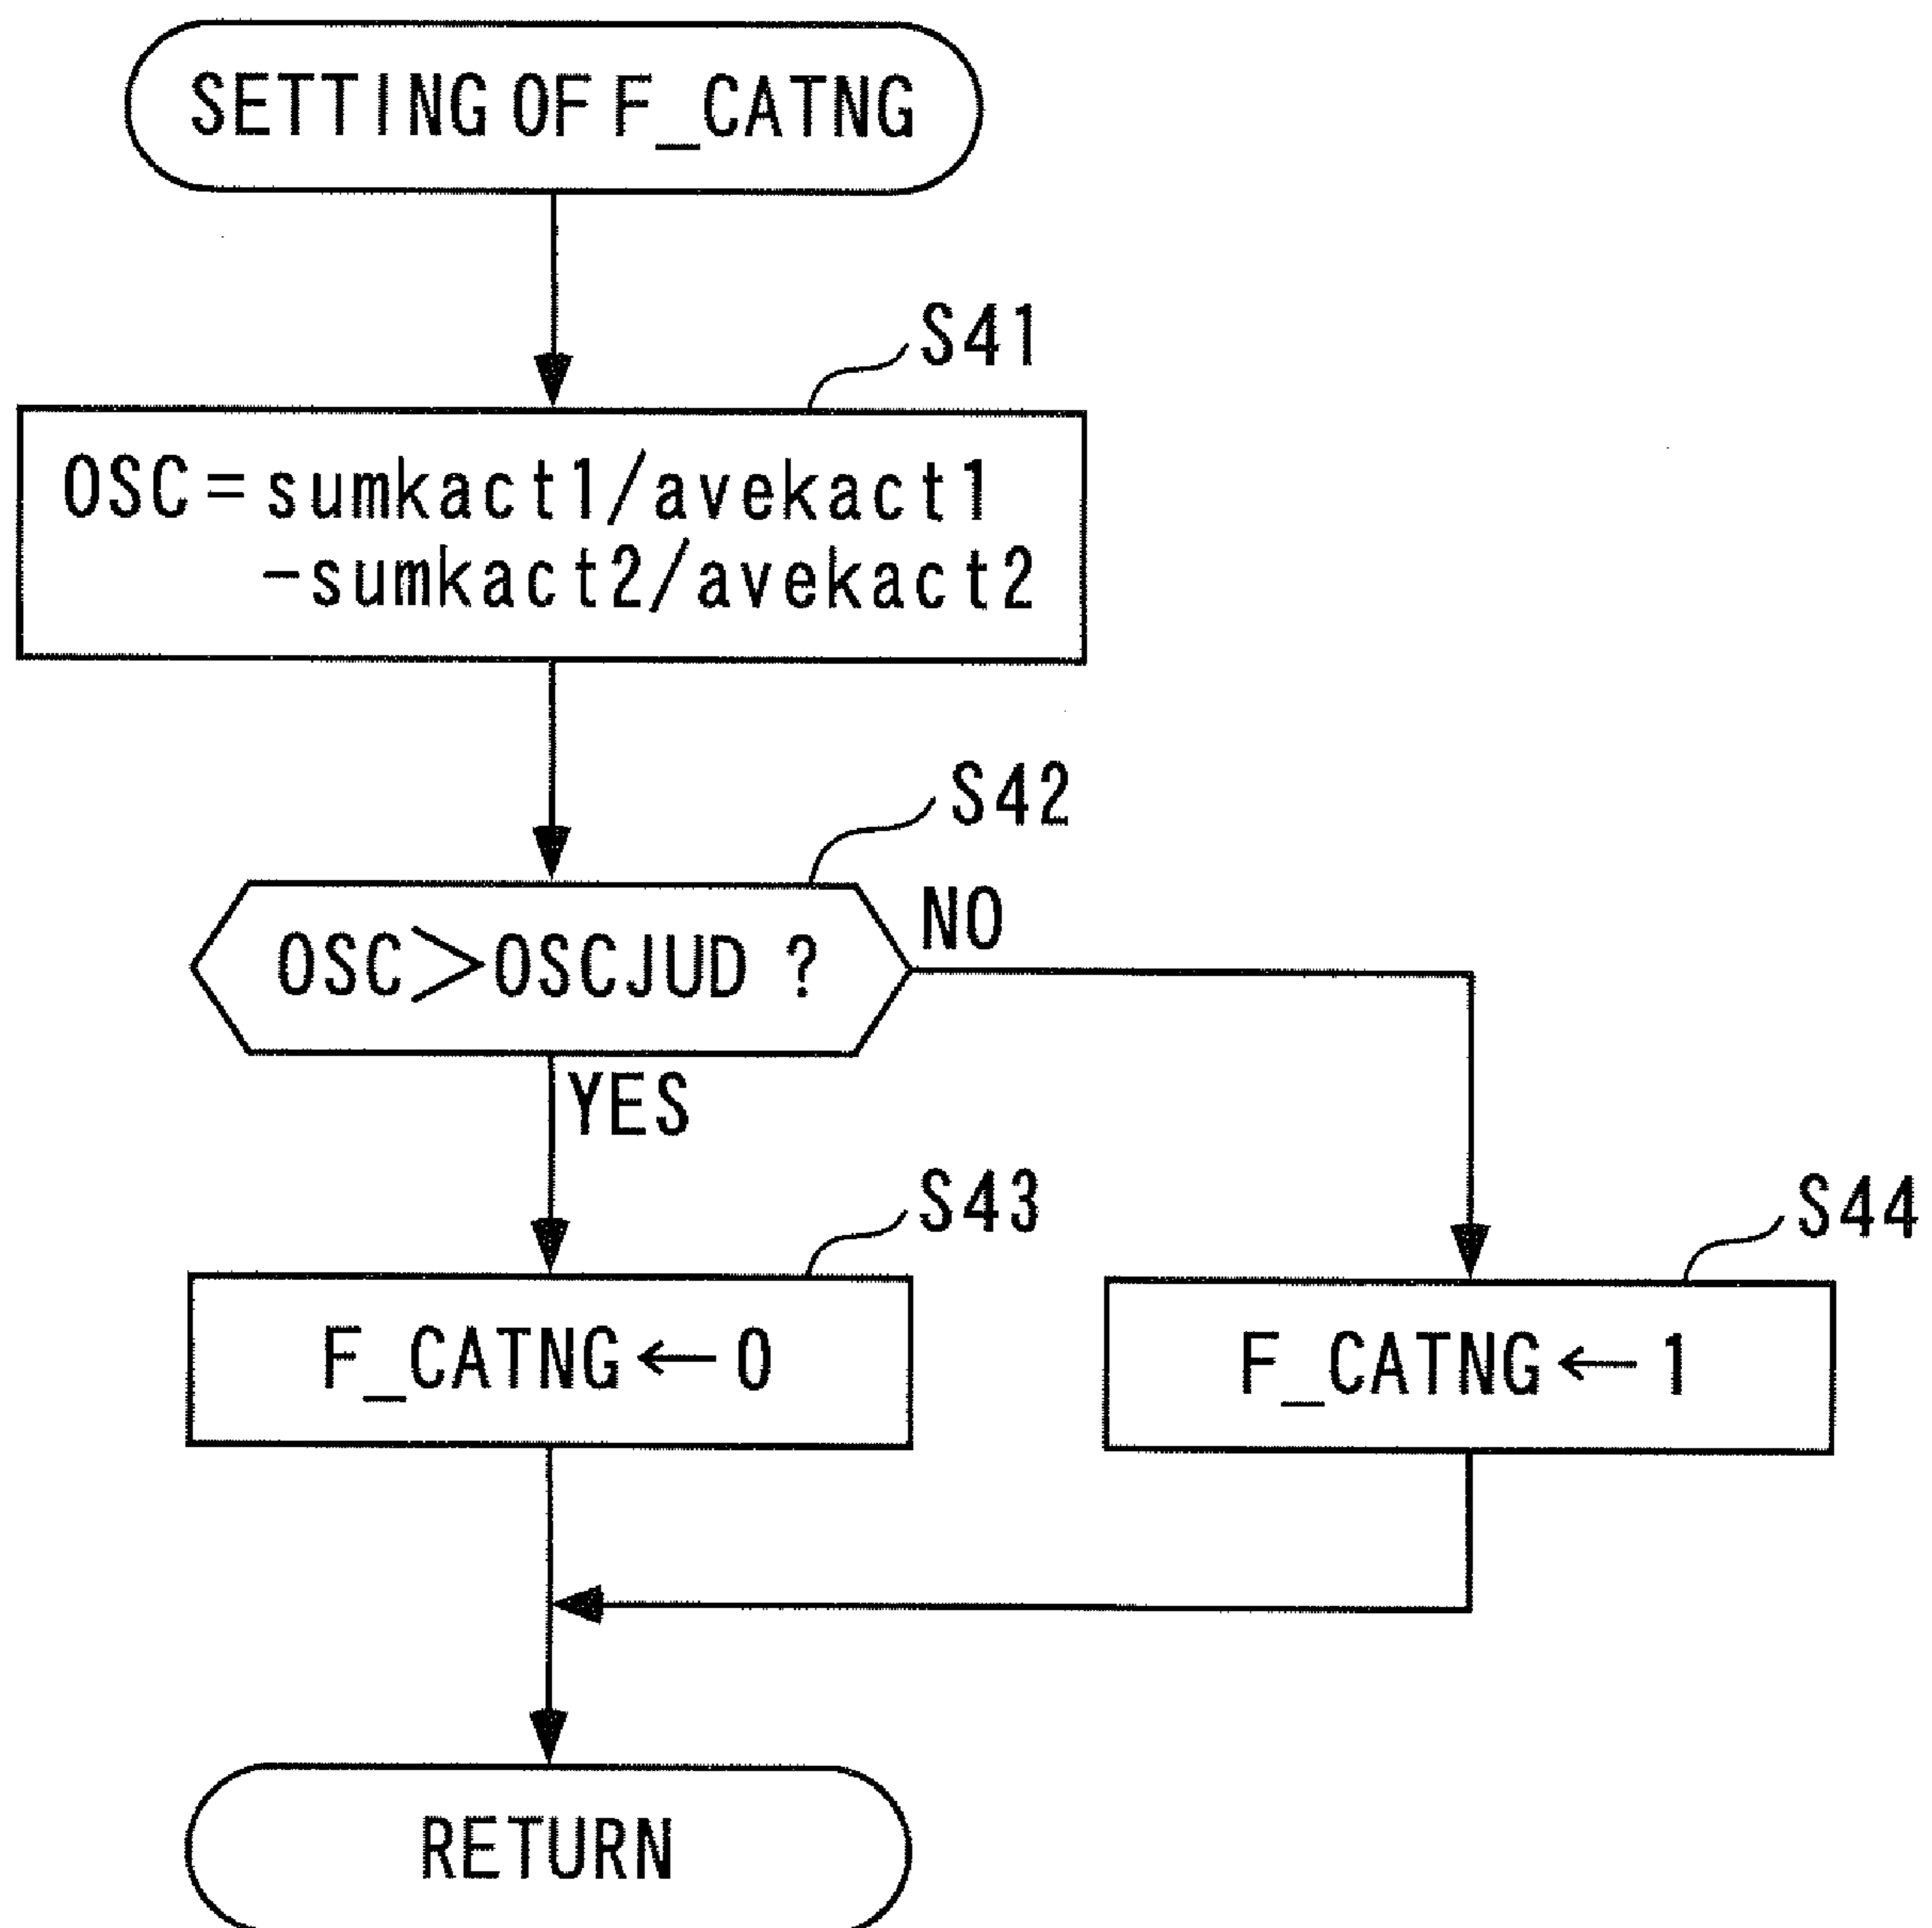 SETTING OF F_CATNG
S41
OSC=sumkact1/avekact1
-sumkact2/avekact2
S42
OSC>OSCJUD ?
NO
YES
S43
S44
F_CATNG←0
F_CATNG←1
RETURN